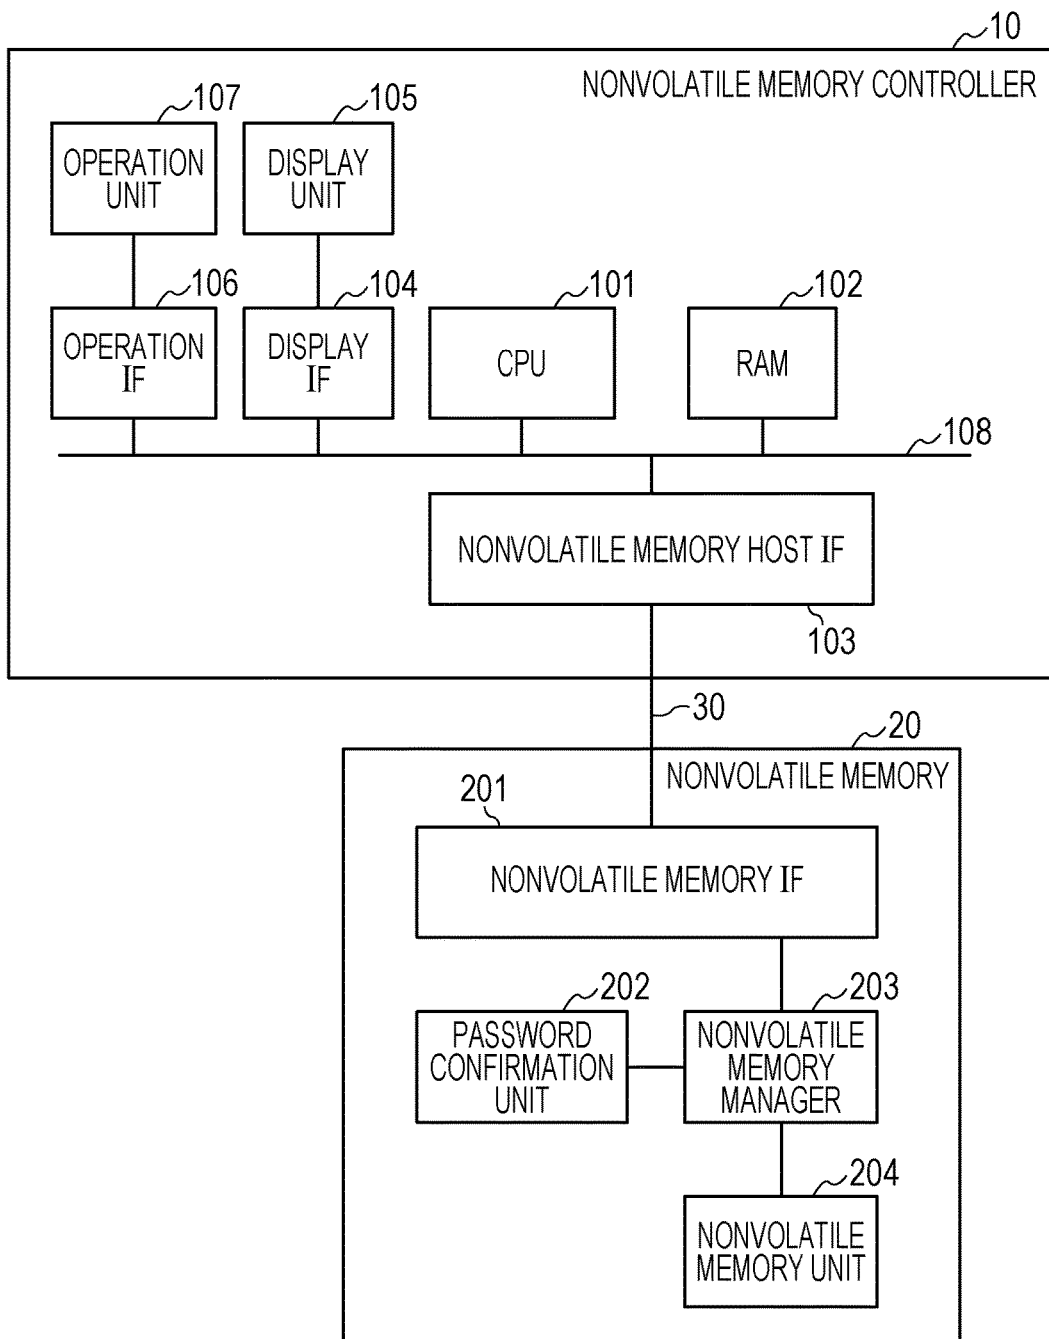 10
NONVOLATILE MEMORY CONTROLLER
107
105
OPERATION
UNIT
DISPLAY
UNIT
106
104
101
102
OPERATION
IF
DISPLAY
IF
CPU
RAM
108
NONVOLATILE MEMORY HOST IF
103
30
20
NONVOLATILE MEMORY
201
NONVOLATILE MEMORY IF
202
203
PASSWORD
CONFIRMATION
UNIT
NONVOLATILE
MEMORY
MANAGER
204
NONVOLATILE
MEMORY UNIT